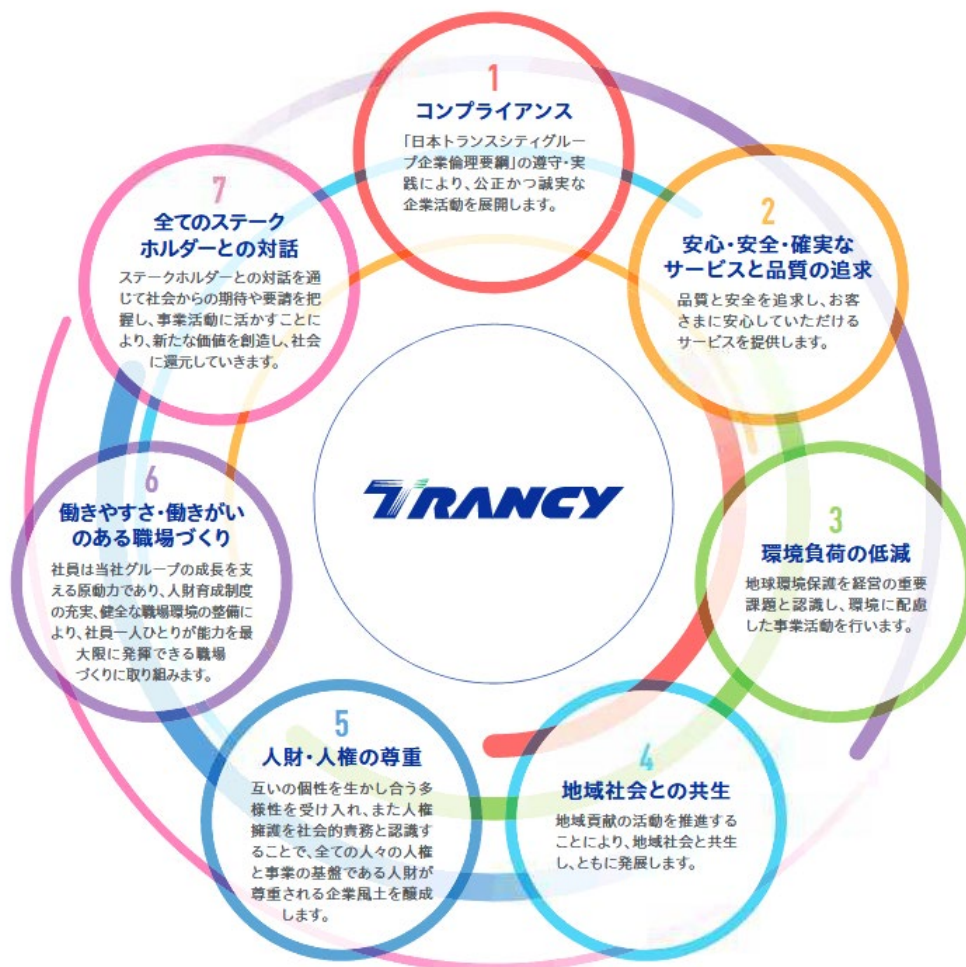 1
コンプライアンス
「日本トランスシティグルー
プ企業倫理要綱」の遵守・実
践により、公正かつ誠実な
企業活動を展開します。
2
安心・安全・確実な
サービスと品質の追求
品質と安全を追求し、お客
さまに安心していただける
サービスを提供します。
3
環境負荷の低減
地球環境保護を経営の重要
課題と認識し、環境に配慮
した事業活動を行います。
4
地域社会との共生
地域貢献の活動を推進する
ことにより、地域社会と共生
し、ともに発展します。
5
人財・人権の尊重
互いの個性を生かし合う多
様性を受け入れ、また人権
擁護を社会的責務と認識す
ることで、全ての人々の人権
と事業の基盤である人財が
尊重される企業風土を醸成
します。
6
働きやすさ・働きがい
のある職場づくり
社員は当社グループの成長を支
える原動力であり、人財育成制度
の充実、健全な職場環境の整備に
より、社員一人ひとりが能力を最
大限に発揮できる職場
づくりに取り組みます。
7
全てのステーク
ホルダーとの対話
ステークホルダーとの対話を通
じて社会からの期待や要請を把
握し、事業活動に活かすことに
より、新たな価値を創造し、社会
に還元していきます。
TRANCY